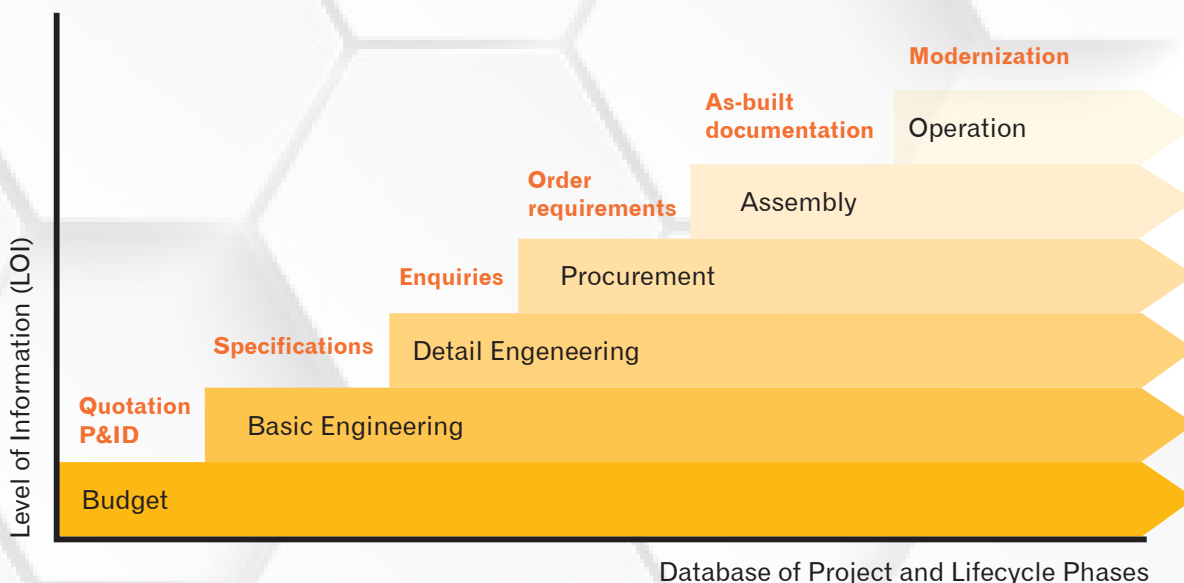 Modernization
As-built
documentation
Operation
Order
requirements
Assembly
Enquiries
Procurement
Specifications
Detail Engeneering
Quotation
P&ID
Basic Engineering
Budget
Level of Information (LOI)
Database of Project and Lifecycle Phases